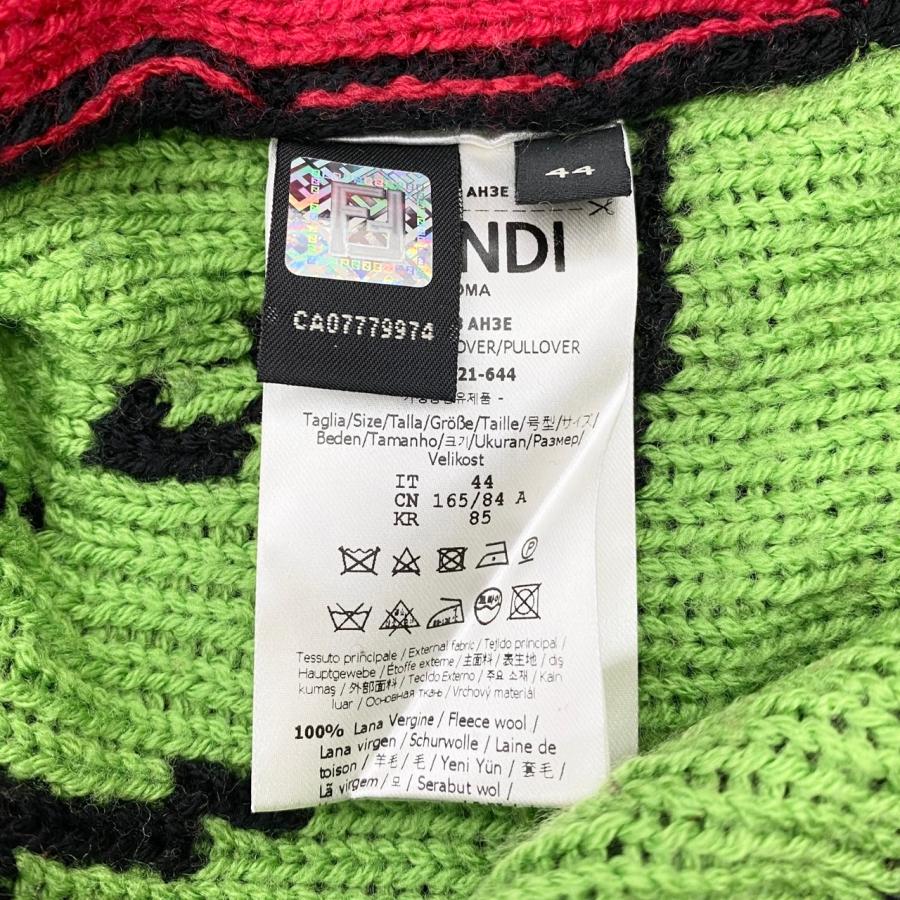 44
AH3E
NDI
OMA
CA07779974
AH3E
OVER/PULLOVER
21-644
Taglia/Size/Talla/Größe/Taille/号型/サイズ/
Beden/Tamanho/크기/Ukuran/Размер/
Velikost
IT 44
CN 165/84 A
KR 85
Tessuto principale / External fabric / Tejido principal /
Hauptgewebe / Étoffe externe / 主面料 / 表生地 / dış
kumaş / 外部面料 / Tecido Externo / 주요 소재 / Kain
luar / Основная ткань / Vrchový materiál
100% Lana Vergine / Fleece wool /
Lana virgen / Schurwolle / Laine de
toison / 羊毛 / 毛 / Yeni Yün / 套毛 /
Lã virgem / 모 / Serabut wol /